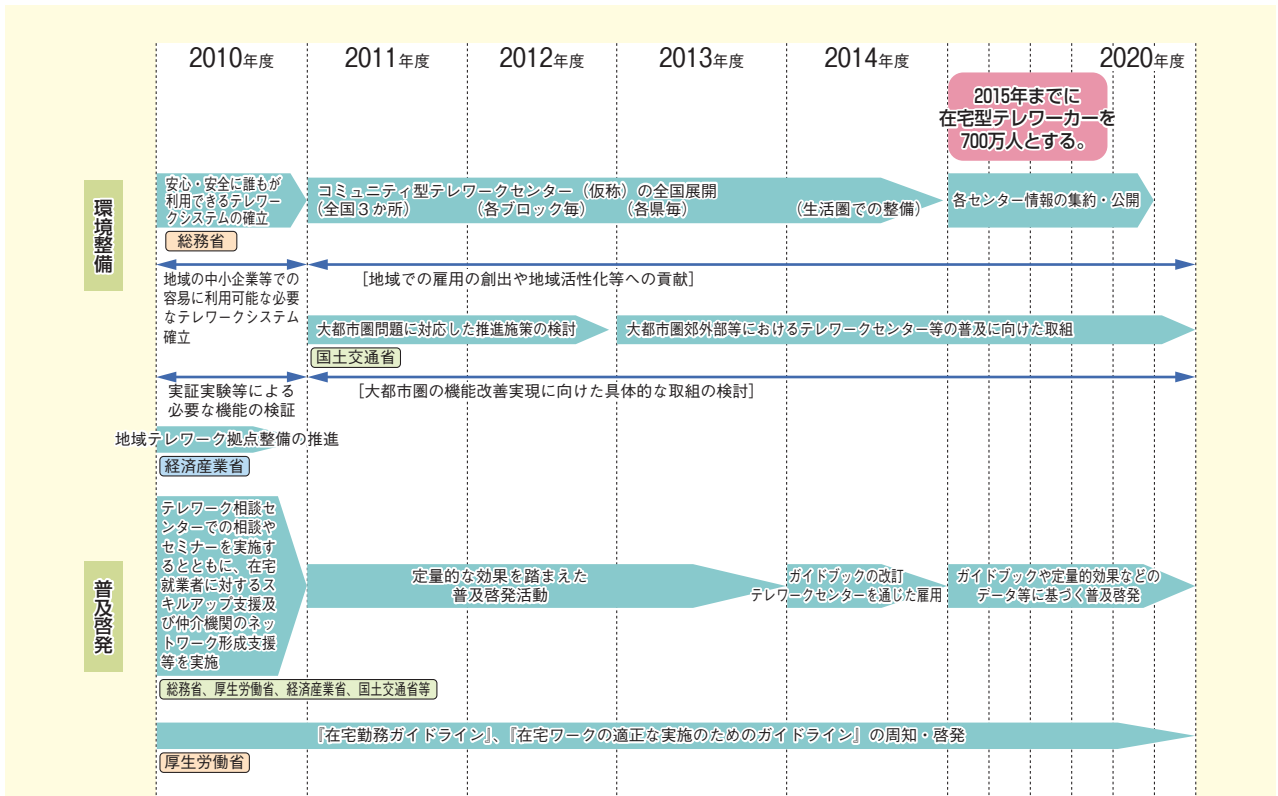 2010年度
2011年度
2012年度
2013年度
2014年度
2020年度
2015年までに
在宅型テレワーカーを
700万人とする。
環境整備
安心・安全に誰もが
利用できるテレワー
クシステムの確立
総務省
コミュニティ型テレワークセンター（仮称）の全国展開
（全国３か所）
（各ブロック毎）
（各県毎）
（生活圏での整備）
各センター情報の集約・公開
地域の中小企業等での
容易に利用可能な必要
なテレワークシステム
確立
［地域での雇用の創出や地域活性化等への貢献］
大都市圏問題に対応した推進施策の検討
国土交通省
大都市圏郊外部等におけるテレワークセンター等の普及に向けた取組
実証実験等による
必要な機能の検証
［大都市圏の機能改善実現に向けた具体的な取組の検討］
地域テレワーク拠点整備の推進
経済産業省
普及啓発
テレワーク相談セ
ンターでの相談や
セミナーを実施す
るとともに、在宅
就業者に対するス
キルアップ支援及
び仲介機関のネッ
トワーク形成支援
等を実施
総務省、厚生労働省、経済産業省、国土交通省等
定量的な効果を踏まえた
普及啓発活動
ガイドブックの改訂
テレワークセンターを通じた雇用
ガイドブックや定量的効果などの
データ等に基づく普及啓発
『在宅勤務ガイドライン』、『在宅ワークの適正な実施のためのガイドライン』の周知・啓発
厚生労働省